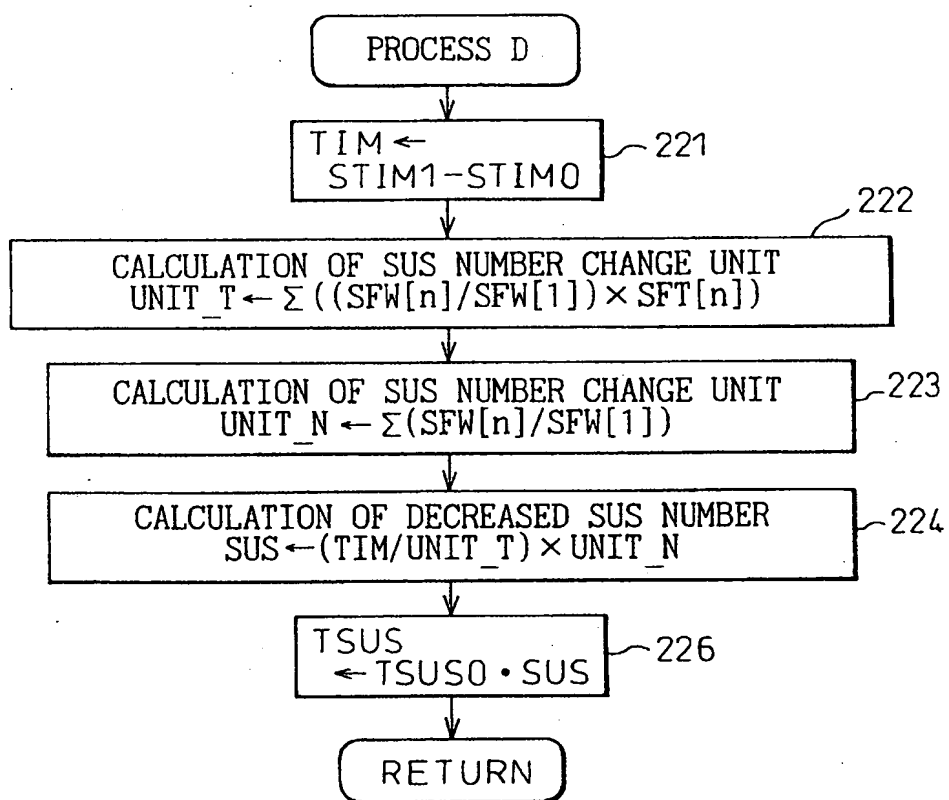 PROCESS D
TIM ←
STIM1-STIM0
221
222
CALCULATION OF SUS NUMBER CHANGE UNIT
UNIT_T ← Σ((SFW[n]/SFW[1])×SFT[n])
CALCULATION OF SUS NUMBER CHANGE UNIT
UNIT_N ← Σ(SFW[n]/SFW[1])
223
CALCULATION OF DECREASED SUS NUMBER
SUS ← (TIM/UNIT_T)×UNIT_N
224
TSUS
← TSUS0・SUS
226
RETURN